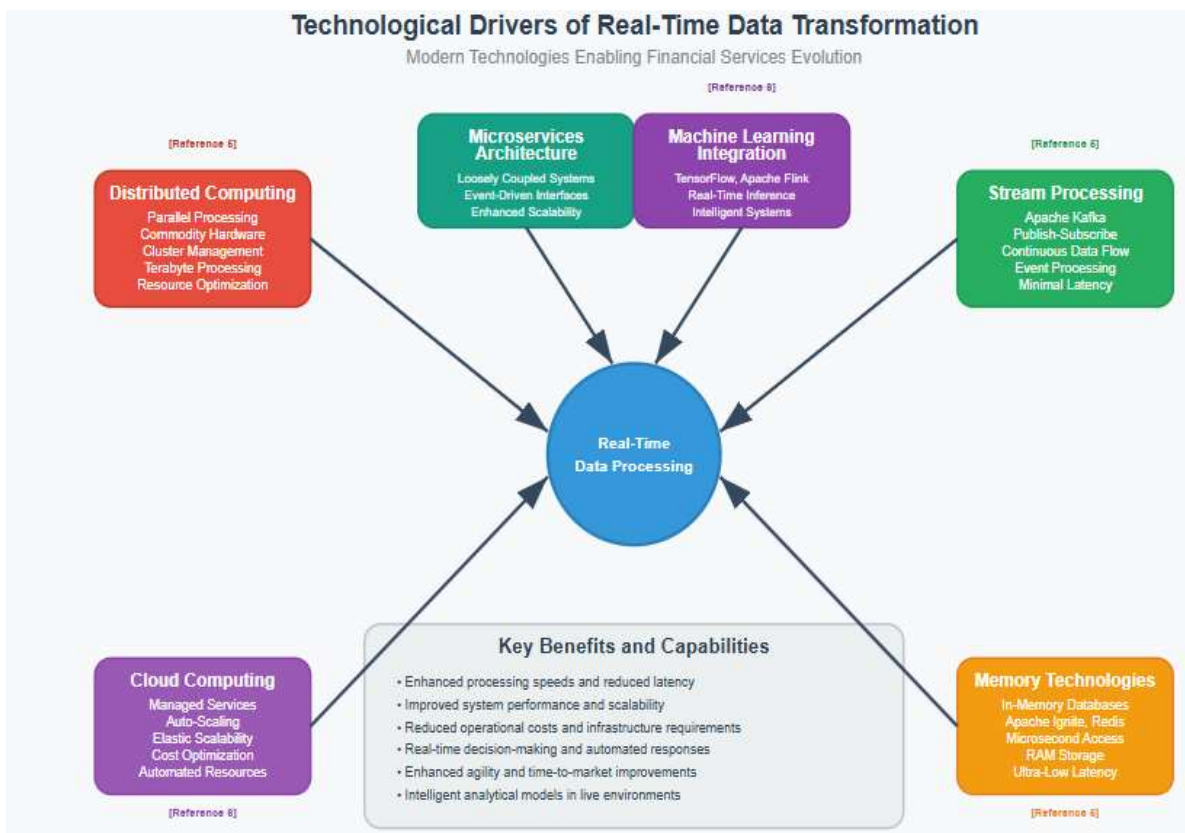 Technological Drivers of Real-Time Data Transformation
Modern Technologies Enabling Financial Services Evolution
[Reference 8]
Microservices
Architecture
Loosely Coupled Systems
Event-Driven Interfaces
Enhanced Scalability
Machine Learning
Integration
TensorFlow, Apache Flink
Real-Time Inference
Intelligent Systems
[Reference
Distributed Computing
Parallel Processing
Commodity Hardware
Cluster Management
Terabyte Processing
Resource Optimization
[Reference
Stream Processing
Apache Kafka
Publish-Subscribe
Continuous Data Flow
Event Processing
Minimal Latency
Real-Time
Data Processing
Cloud Computing
Managed Services
Auto-Scaling
Elastic Scalability
Cost Optimization
Automated Resources
[Reference
Key Benefits and Capabilities
• Enhanced processing speeds and reduced latency
• Improved system performance and scalability
• Reduced operational costs and infrastructure requirements
• Real-time decision-making and automated responses
• Enhanced agility and time-to-market improvements
• Intelligent analytical models in live environments
Memory Technologies
In-Memory Databases
Apache Ignite, Redis
Microsecond Access
RAM Storage
Ultra-Low Latency
[Reference